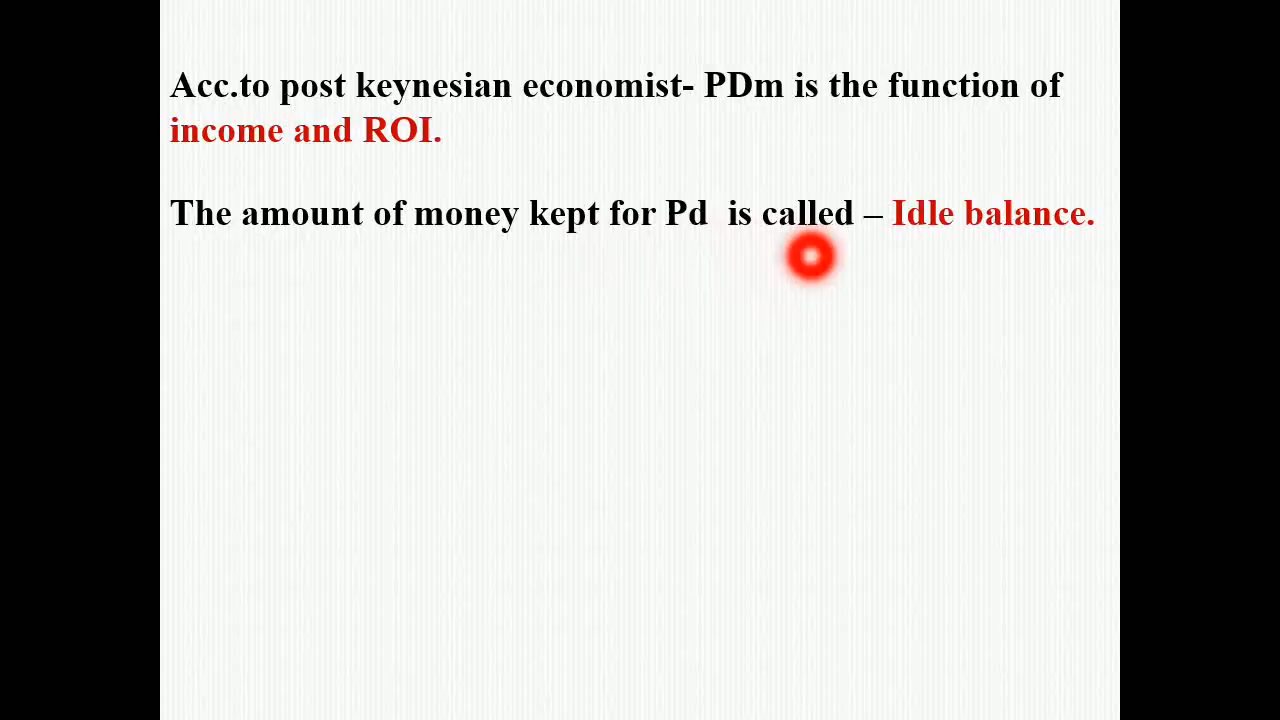 Acc.to post keynesian economist- PDm is the function of
income and ROI.
The amount of money kept for Pd is called – Idle balance.